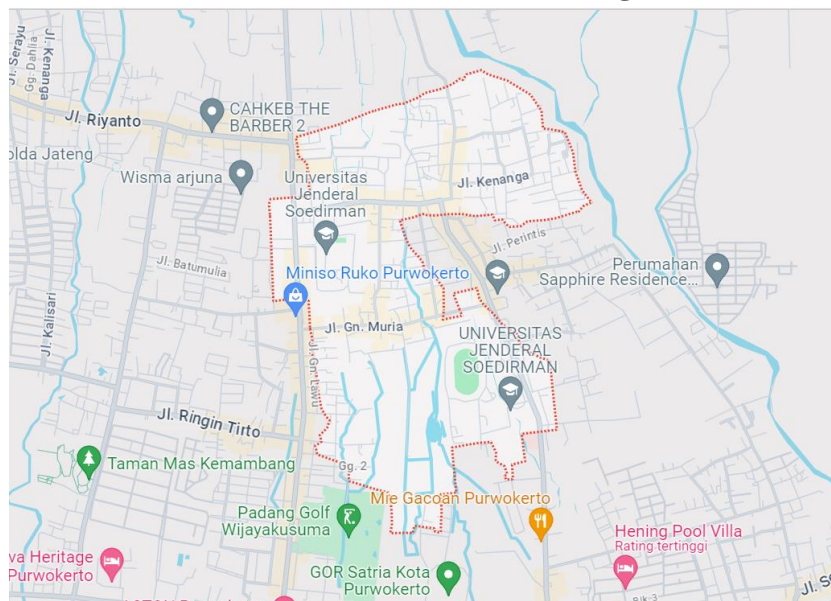 Jl. Serayu
Gg. Dahlia
Jl. Kenanga
Jl. Riyanto
CAHKEB THE
BARBER 2
olda Jateng
Wisma arjuna
Universitas
Jenderal
Soedirman
Jl. Kenanga
Jl. Perintis
Jl. Batumulia
Miniso Ruko Purwokerto
Perumahan
Sapphire Residence...
Jl. Kalisari
Jl. Gn. Muria
UNIVERSITAS
JENDERAL
SOEDIRMAN
Jl. Gn. Lawu
Jl. Ringin Tirto
Taman Mas Kemambang
Gg. 2
Mie Gacoan Purwokerto
Padang Golf
Wijayakusuma
Hening Pool Villa
Rating tertinggi
va Heritage
Purwokerto
GOR Satria Kota
Purwokerto